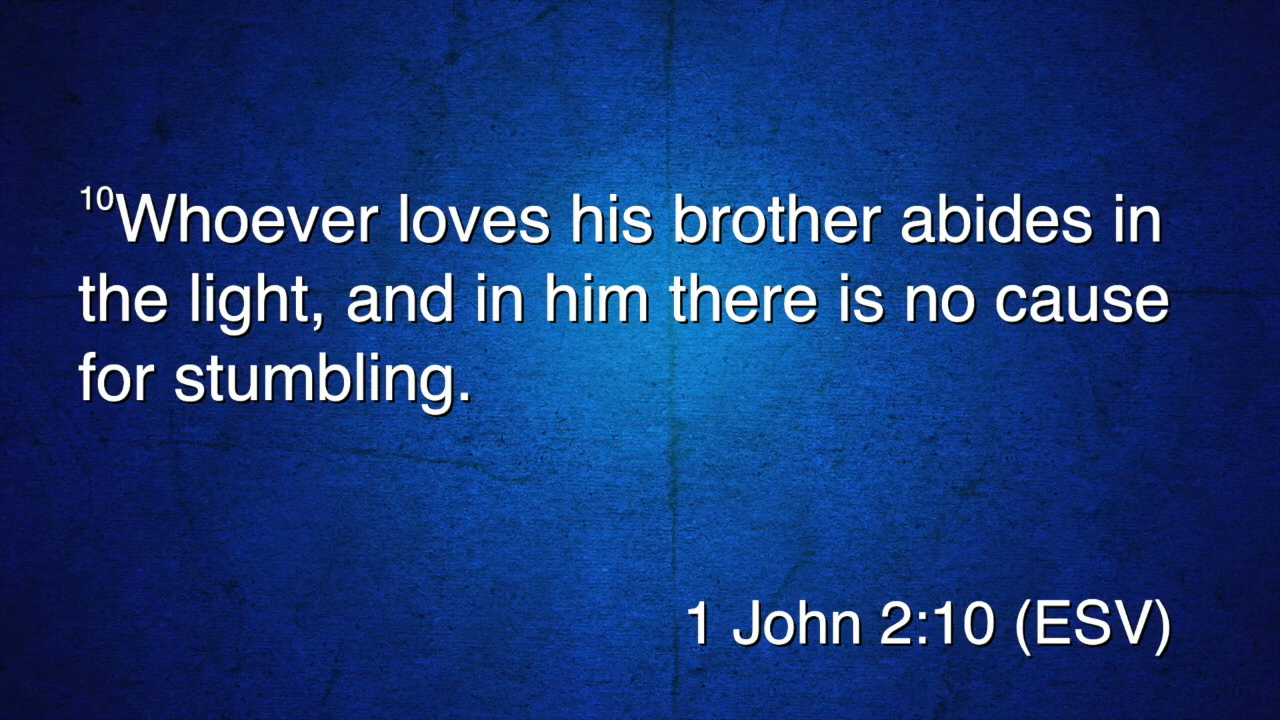 10Whoever loves his brother abides in
the light, and in him there is no cause
for stumbling.
1 John 2:10 (ESV)